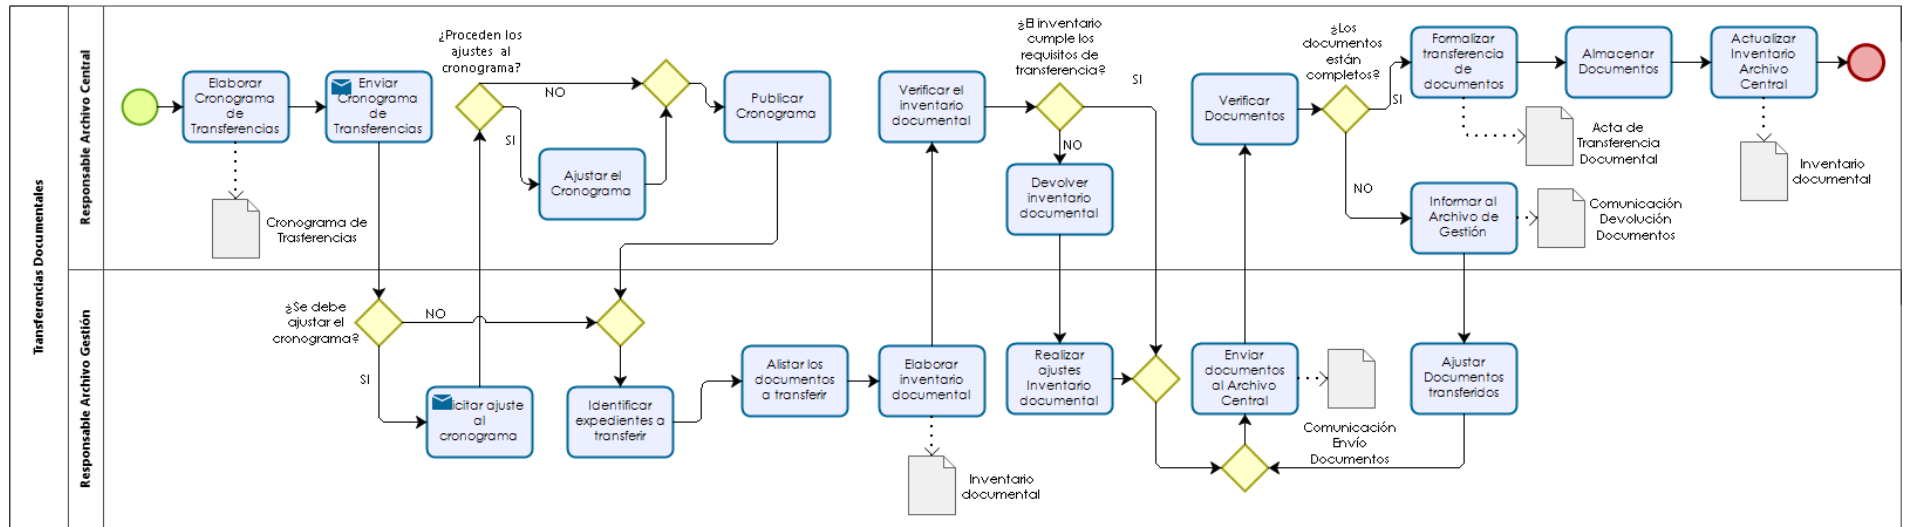 Transferencias Documentales
Responsable Archivo Central
Responsable Archivo Gestión
Elaborar
Cronograma
de
Transferencias
Enviar
Cronograma
de
Transferencias
Cronograma de
Trasferencias
¿Proceden los
ajustes al
cronograma?
NO
SI
Ajustar el
Cronograma
Publicar
Cronograma
Verificar el
inventario
documental
¿El inventario
cumple los
requisitos de
transferencia?
SI
NO
Devolver
inventario
documental
Verificar
Documentos
¿Los
documentos
están
completos?
SI
NO
Formalizar
transferencia
de
documentos
Acta de
Transferencia
Documental
Almacenar
Documentos
Actualizar
Inventario
Archivo
Central
Inventario
documental
Informar al
Archivo de
Gestión
Comunicación
Devolución
Documentos
¿Se debe
ajustar el
cronograma?
NO
SI
icitar ajuste
al
cronograma
Identificar
expedientes a
transferir
Alistar los
documentos
a transferir
Elaborar
inventario
documental
Inventario
documental
Realizar
ajustes
Inventario
documental
Enviar
documentos
al Archivo
Central
Comunicación
Envío
Documentos
Ajustar
Documentos
transferidos